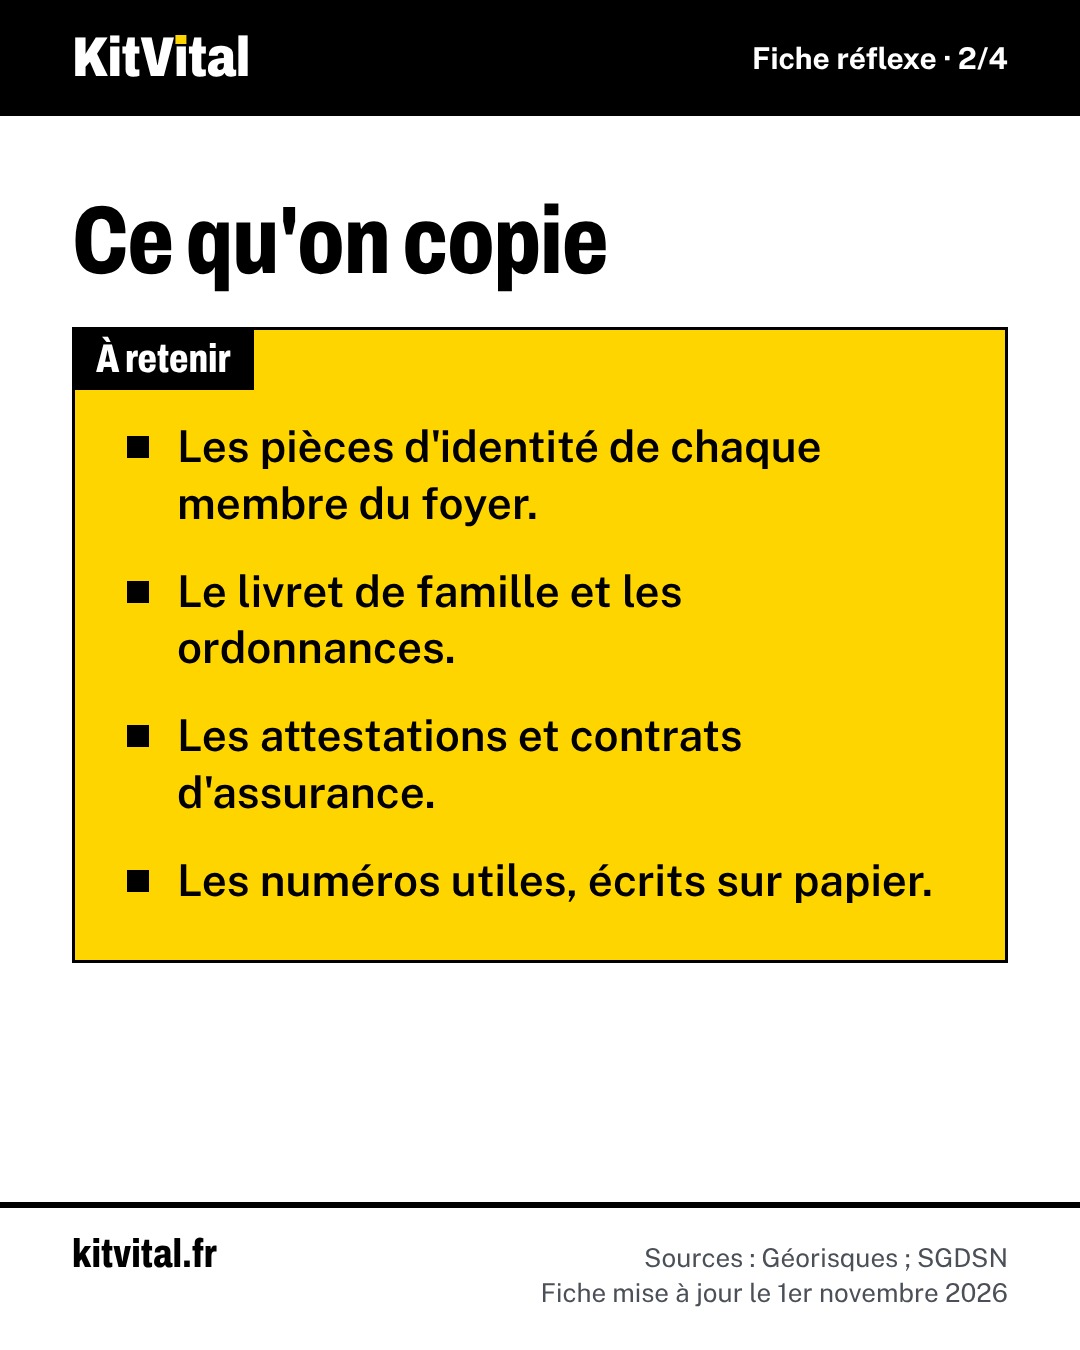 KitVital
Fiche réflexe · 2/4
Ce qu'on copie
À retenir
Les pièces d'identité de chaque
membre du foyer.
Le livret de famille et les
ordonnances.
Les attestations et contrats
d'assurance.
Les numéros utiles, écrits sur papier.
kitvital.fr
Sources : Géorisques ; SGDSN
Fiche mise à jour le 1er novembre 2026